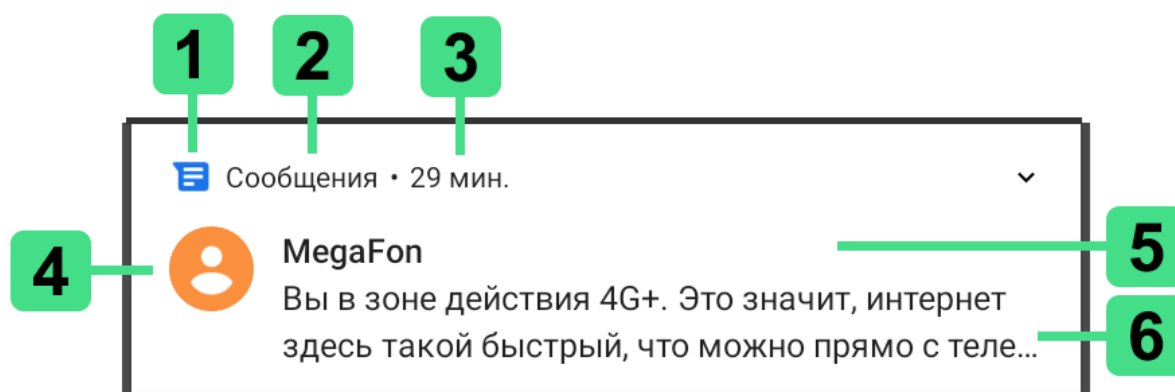 1 2 3
Сообщения • 29 мин.
4
MegaFon
5
Вы в зоне действия 4G+. Это значит, интернет
здесь такой быстрый, что можно прямо с теле...
6